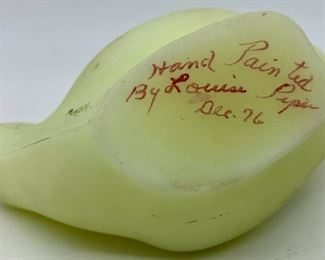 Hand Painted
By Louise Piper
Dec. 76